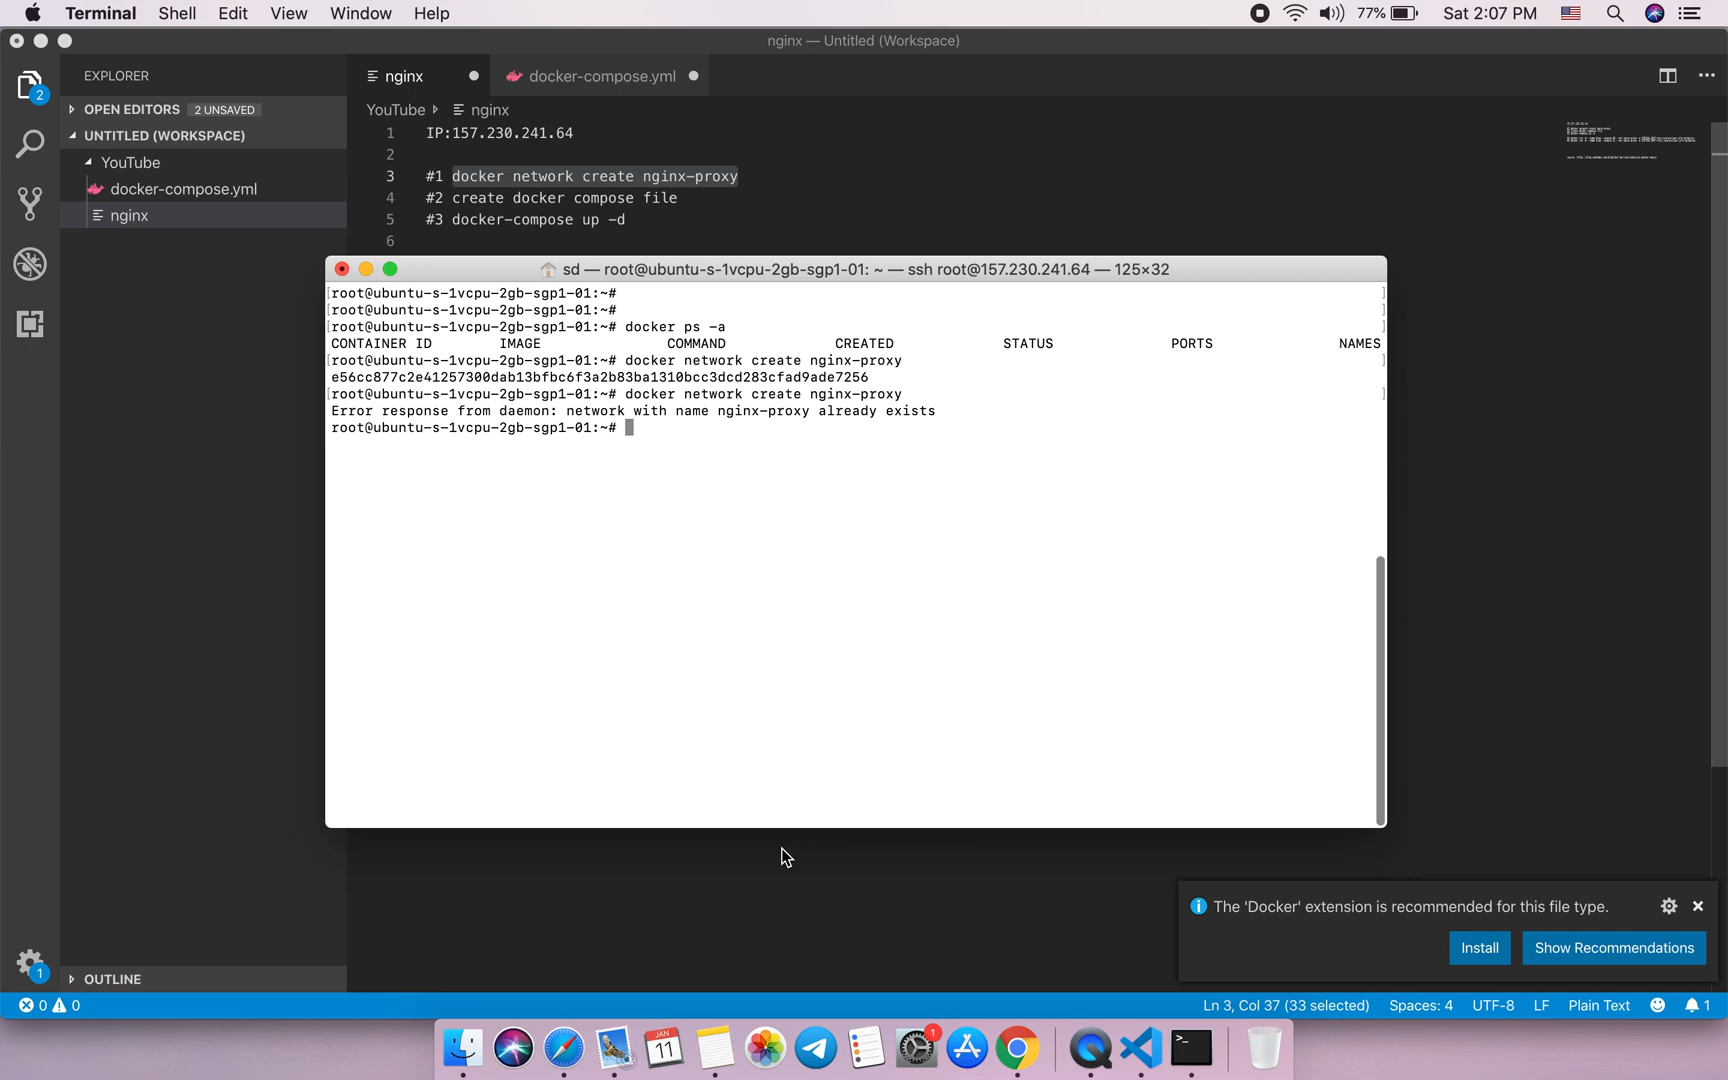 Terminal Shell Edit View Window Help 77% Sat 2:07 PM
nginx — Untitled (Workspace)
EXPLORER
nginx
docker-compose.yml
2
OPEN EDITORS 2 UNSAVED
YouTube nginx
UNTITLED (WORKSPACE)
YouTube
docker-compose.yml
nginx
1 IP:157.230.241.64
2
3 #1 docker network create nginx-proxy
4 #2 create docker compose file
5 #3 docker-compose up -d
6
sd — root@ubuntu-s-1vcpu-2gb-sgp1-01: ~ — ssh root@157.230.241.64 — 125×32
[root@ubuntu-s-1vcpu-2gb-sgp1-01:~# ]
[root@ubuntu-s-1vcpu-2gb-sgp1-01:~# ]
[root@ubuntu-s-1vcpu-2gb-sgp1-01:~# docker ps -a ]
CONTAINER ID IMAGE COMMAND CREATED STATUS PORTS NAMES
[root@ubuntu-s-1vcpu-2gb-sgp1-01:~# docker network create nginx-proxy ]
e56cc877c2e41257300dab13bfbc6f3a2b83ba1310bcc3dcd283cfad9ade7256
[root@ubuntu-s-1vcpu-2gb-sgp1-01:~# docker network create nginx-proxy ]
Error response from daemon: network with name nginx-proxy already exists
root@ubuntu-s-1vcpu-2gb-sgp1-01:~#
The 'Docker' extension is recommended for this file type.
Install Show Recommendations
1
OUTLINE
0 0 Ln 3, Col 37 (33 selected) Spaces: 4 UTF-8 LF Plain Text 1
JAN
11
1